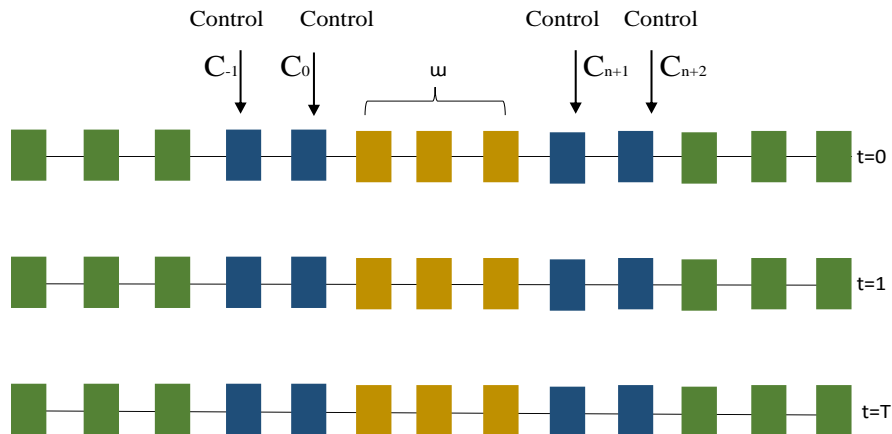 Control Control Control Control
C-1 C0 Cn+1 Cn+2
ω
t=0
t=1
t=T